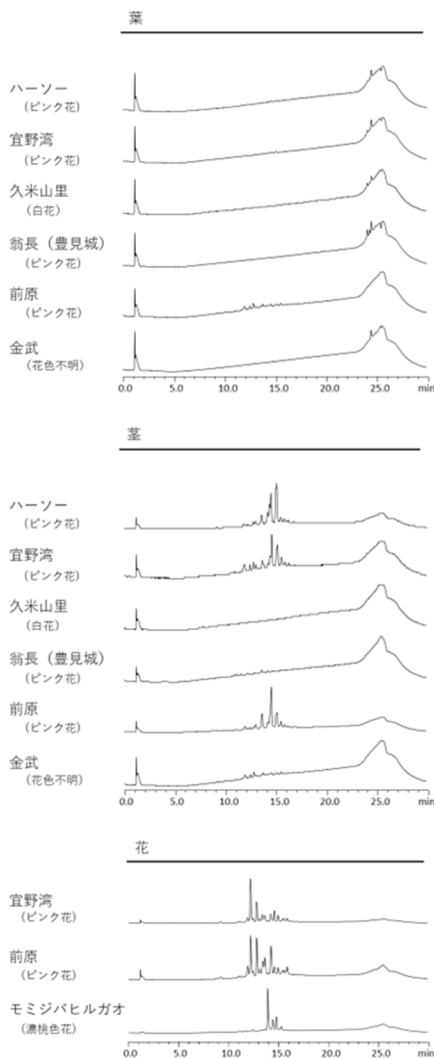 葉
ハーソー
(ピンク花)
宜野湾
(ピンク花)
久米山里
(白花)
翁長（豊見城）
(ピンク花)
前原
(ピンク花)
金武
(花色不明)
0.0 5.0 10.0 15.0 20.0 25.0 min
茎
ハーソー
(ピンク花)
宜野湾
(ピンク花)
久米山里
(白花)
翁長（豊見城）
(ピンク花)
前原
(ピンク花)
金武
(花色不明)
0.0 5.0 10.0 15.0 20.0 25.0 min
花
宜野湾
(ピンク花)
前原
(ピンク花)
モミジバヒルガオ
(濃桃色花)
0.0 5.0 10.0 15.0 20.0 25.0 min